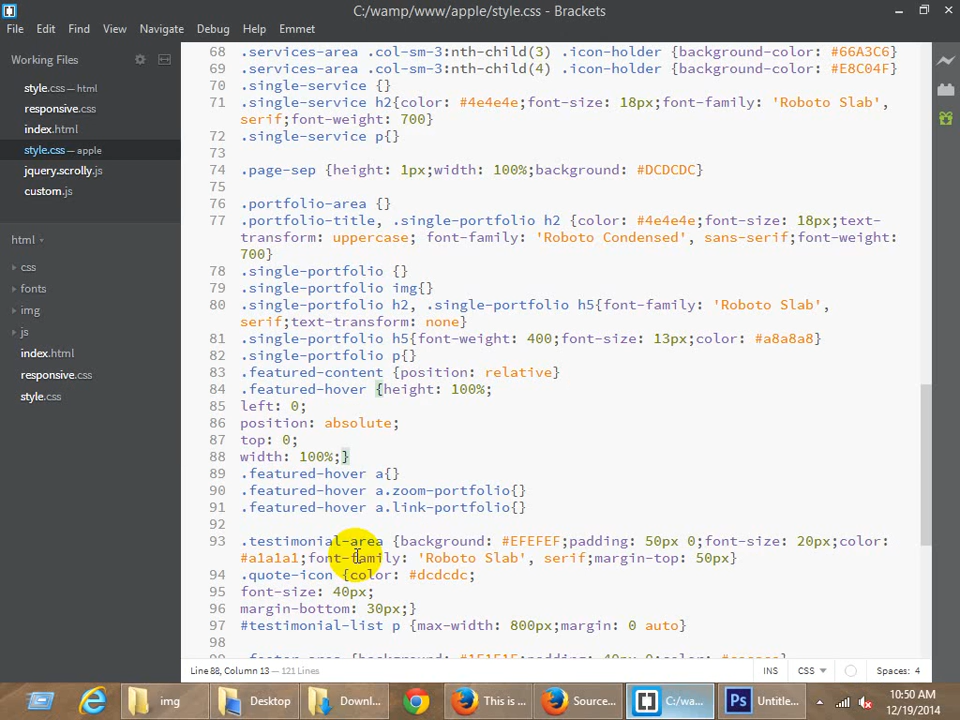 C:/wamp/www/apple/style.css - Brackets
File Edit Find View Navigate Debug Help Emmet
Working Files
style.css — html
responsive.css
index.html
style.css — apple
jquery.scrolly.js
custom.js
html
css
fonts
img
js
index.html
responsive.css
style.css
68 .services-area .col-sm-3:nth-child(3) .icon-holder {background-color: #66A3C6}
69 .services-area .col-sm-3:nth-child(4) .icon-holder {background-color: #E8C04F}
70 .single-service {}
71 .single-service h2{color: #4e4e4e;font-size: 18px;font-family: 'Roboto Slab',
serif;font-weight: 700}
72 .single-service p{}
73
74 .page-sep {height: 1px;width: 100%;background: #DCDCDC}
75
76 .portfolio-area {}
77 .portfolio-title, .single-portfolio h2 {color: #4e4e4e;font-size: 18px;text-
transform: uppercase; font-family: 'Roboto Condensed', sans-serif;font-weight:
700}
78 .single-portfolio {}
79 .single-portfolio img{}
80 .single-portfolio h2, .single-portfolio h5{font-family: 'Roboto Slab',
serif;text-transform: none}
81 .single-portfolio h5{font-weight: 400;font-size: 13px;color: #a8a8a8}
82 .single-portfolio p{}
83 .featured-content {position: relative}
84 .featured-hover {height: 100%;
85 left: 0;
86 position: absolute;
87 top: 0;
88 width: 100%;}
89 .featured-hover a{}
90 .featured-hover a.zoom-portfolio{}
91 .featured-hover a.link-portfolio{}
92
93 .testimonial-area {background: #EFEFEF;padding: 50px 0;font-size: 20px;color:
#a1a1a1;font-family: 'Roboto Slab', serif;margin-top: 50px}
94 .quote-icon {color: #dcdcdc;
95 font-size: 40px;
96 margin-bottom: 30px;}
97 #testimonial-list p {max-width: 800px;margin: 0 auto}
98
Line 88, Column 13 — 121 Lines
INS CSS Spaces: 4
img Desktop Downl... This is ... Source... C:/wa... Untitle...
10:50 AM
12/19/2014